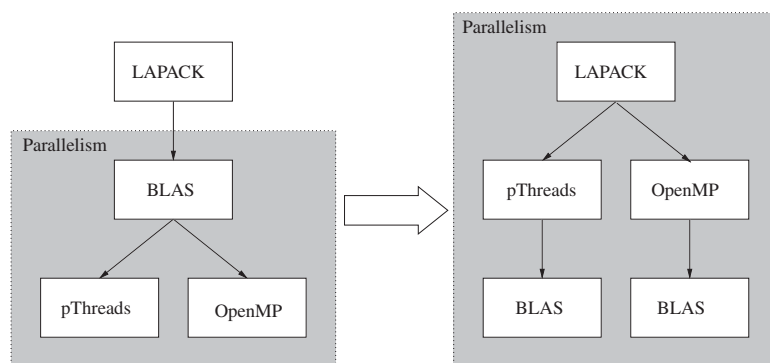 LAPACK
Parallelism
BLAS
pThreads
OpenMP
Parallelism
LAPACK
pThreads
OpenMP
BLAS
BLAS